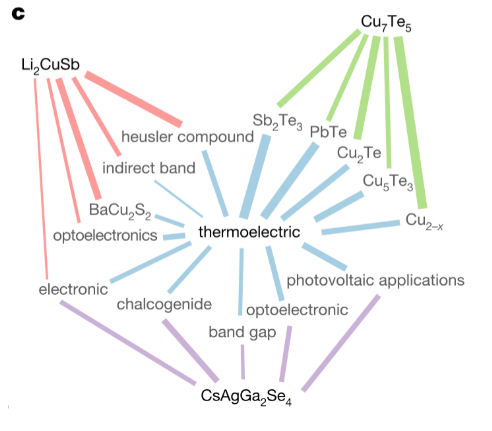 c
Cu₇Te₅
Li₂CuSb
Sb₂Te₃
PbTe
heusler compound
Cu₂Te
indirect band
Cu₅Te₃
BaCu₂S₂
Cu₂₋ₓ
optoelectronics
thermoelectric
photovoltaic applications
electronic
chalcogenide
optoelectronic
band gap
CsAgGa₂Se₄